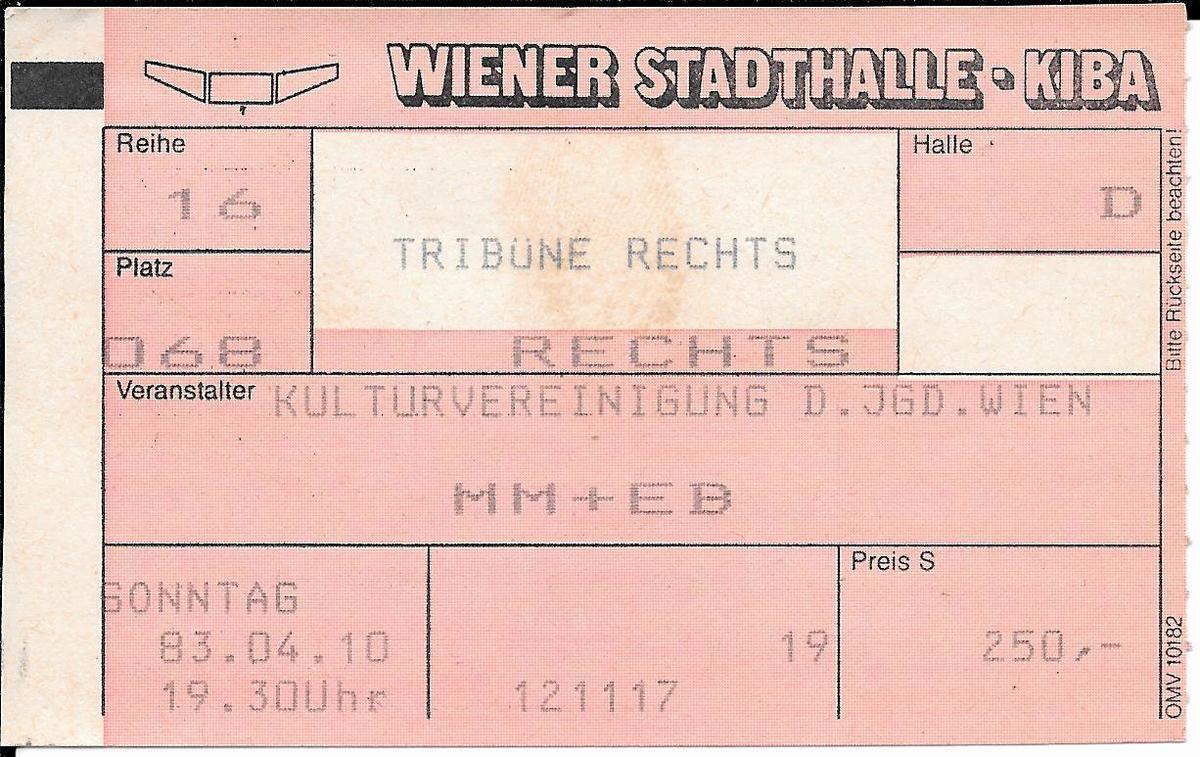 WIENER STADTHALLE - KIBA
Reihe
16
Halle
D
TRIBÜNE RECHTS
Platz
068
RECHTS
Veranstalter KULTURVEREINIGUNG D.JGD.WIEN
MM+EB
SONNTAG
83.04.10
19.30Uhr
19
121117
Preis S
250,-
Bitte Rückseite beachten!
OMV 10182